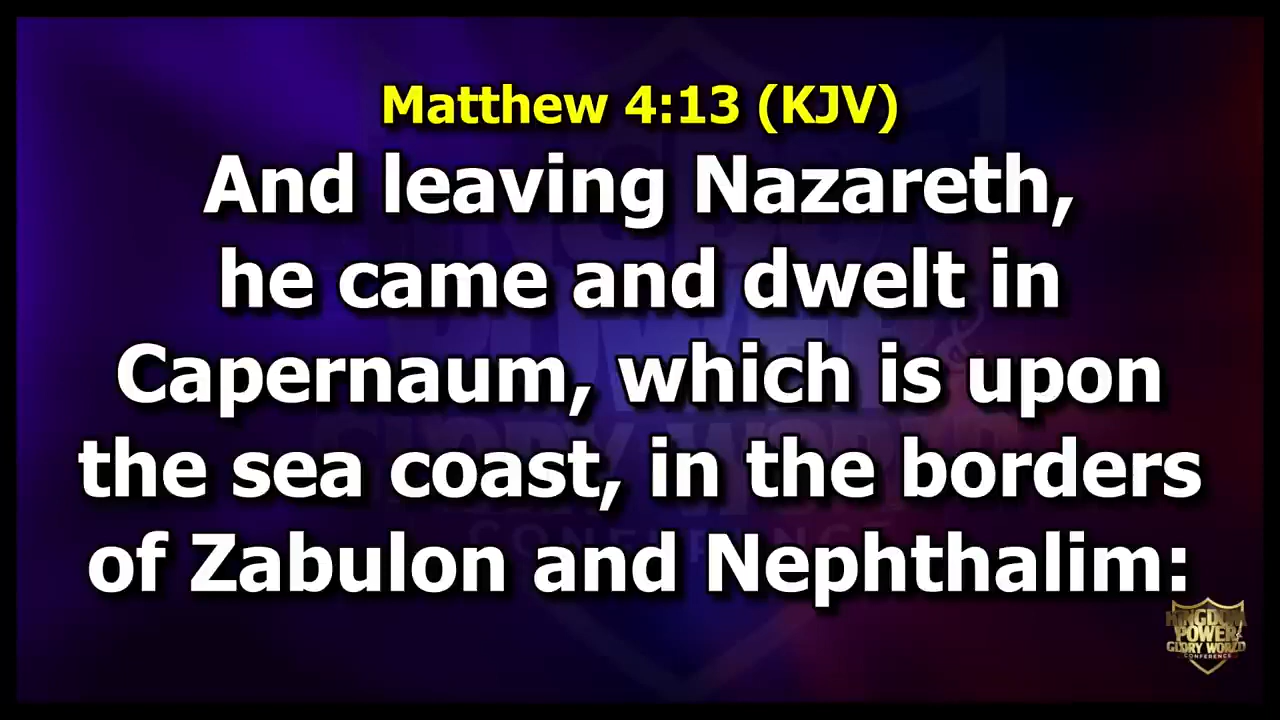 Matthew 4:13 (KJV)
And leaving Nazareth,
he came and dwelt in
Capernaum, which is upon
the sea coast, in the borders
of Zabulon and Nephthalim:
KINGDOM
POWER &
GLORY WORLD
CONFERENCE